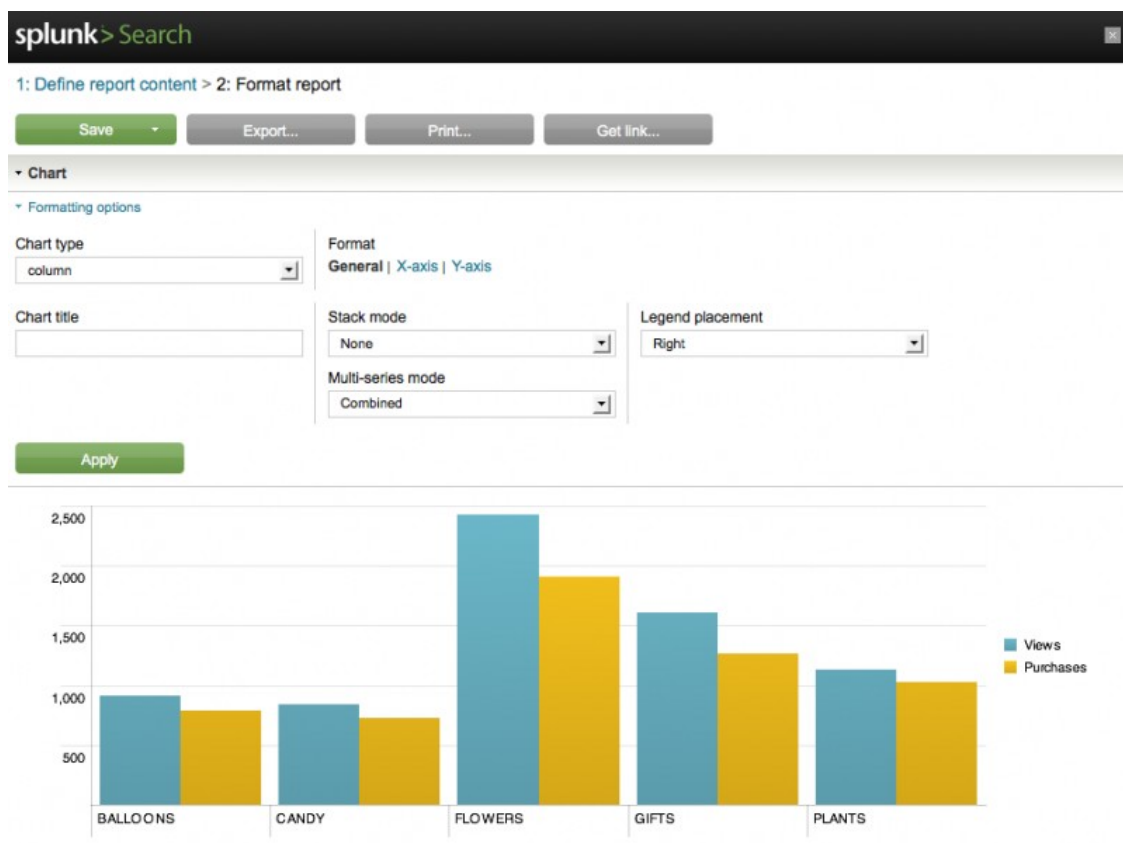 splunk> Search
1: Define report content > 2: Format report
Save
Export...
Print...
Get link...
Chart
Formatting options
Chart type
column
Format
General | X-axis | Y-axis
Chart title
Stack mode
None
Legend placement
Right
Multi-series mode
Combined
Apply
2,500
2,000
1,500
1,000
500
Views
Purchases
BALLOONS
CANDY
FLOWERS
GIFTS
PLANTS